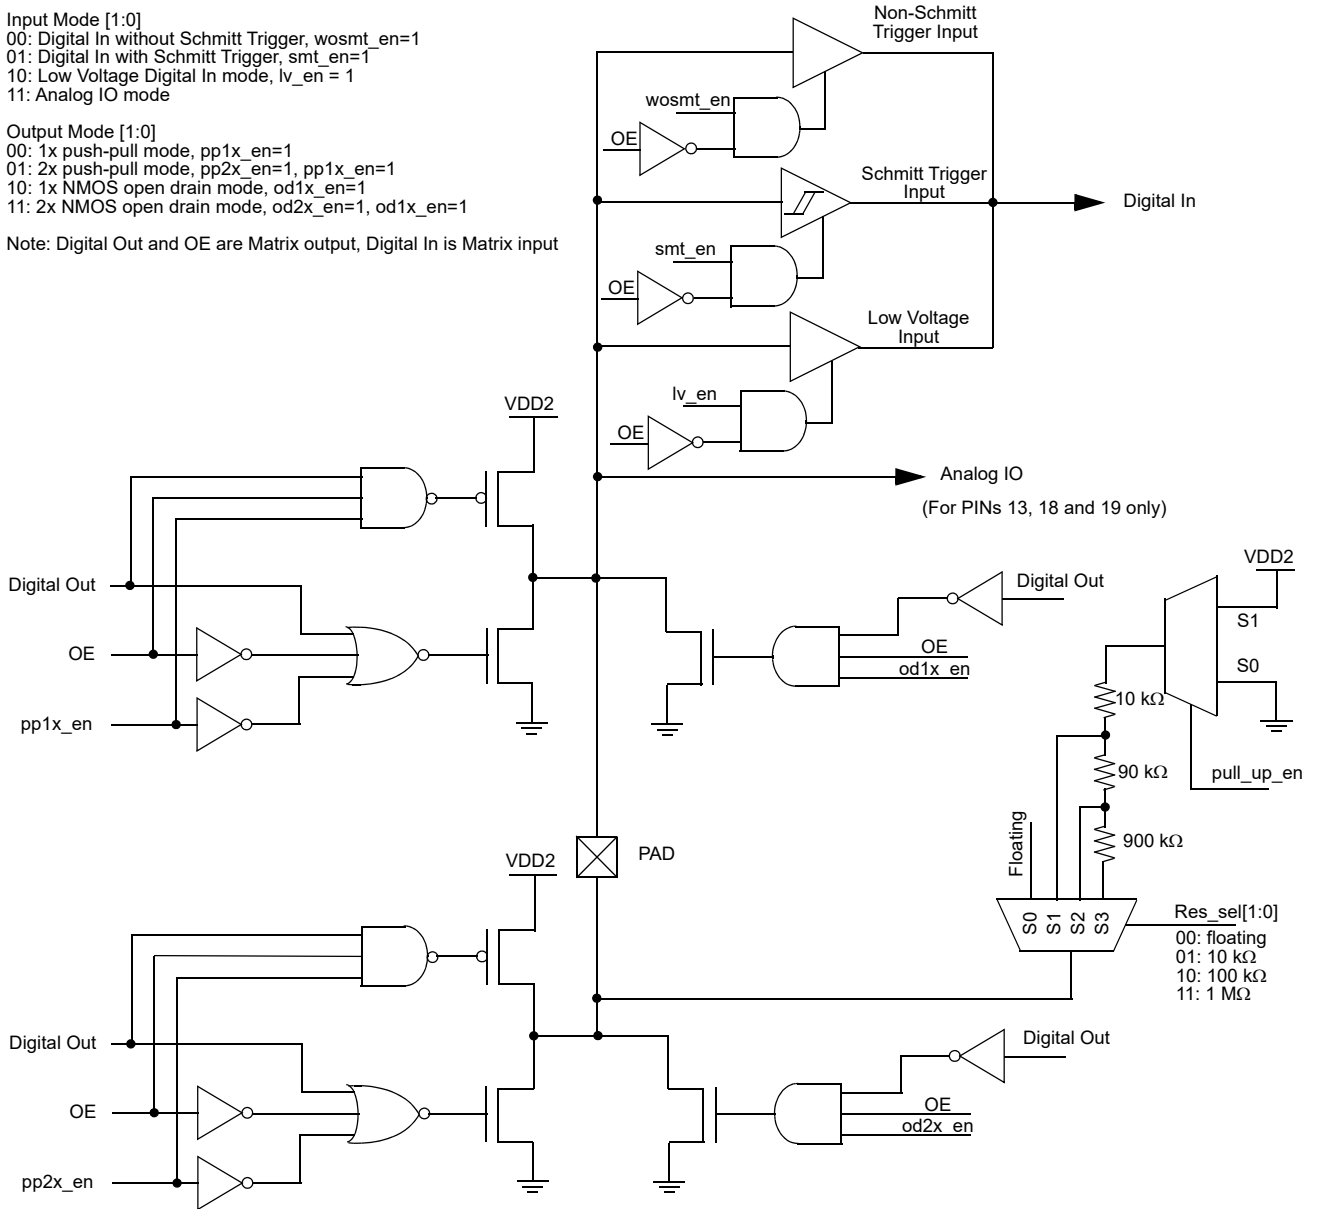 Input Mode [1:0]
00: Digital In without Schmitt Trigger, wosmt_en=1
01: Digital In with Schmitt Trigger, smt_en=1
10: Low Voltage Digital In mode, lv_en = 1
11: Analog IO mode
Output Mode [1:0]
00: 1x push-pull mode, pp1x_en=1
01: 2x push-pull mode, pp2x_en=1, pp1x_en=1
10: 1x NMOS open drain mode, od1x_en=1
11: 2x NMOS open drain mode, od2x_en=1, od1x_en=1
Note: Digital Out and OE are Matrix output, Digital In is Matrix input
Non-Schmitt
Trigger Input
wosmt_en
OE
Schmitt Trigger
Input
Digital In
smt_en
OE
Low Voltage
Input
lv_en
OE
VDD2
Analog IO
(For PINs 13, 18 and 19 only)
Digital Out
OE
pp1x_en
Digital Out
OE
od1x_en
VDD2
S1
S0
10 kΩ
90 kΩ
pull_up_en
900 kΩ
Floating
S0
S1
S2
S3
Res_sel[1:0]
00: floating
01: 10 kΩ
10: 100 kΩ
11: 1 MΩ
PAD
VDD2
Digital Out
OE
pp2x_en
Digital Out
OE
od2x_en